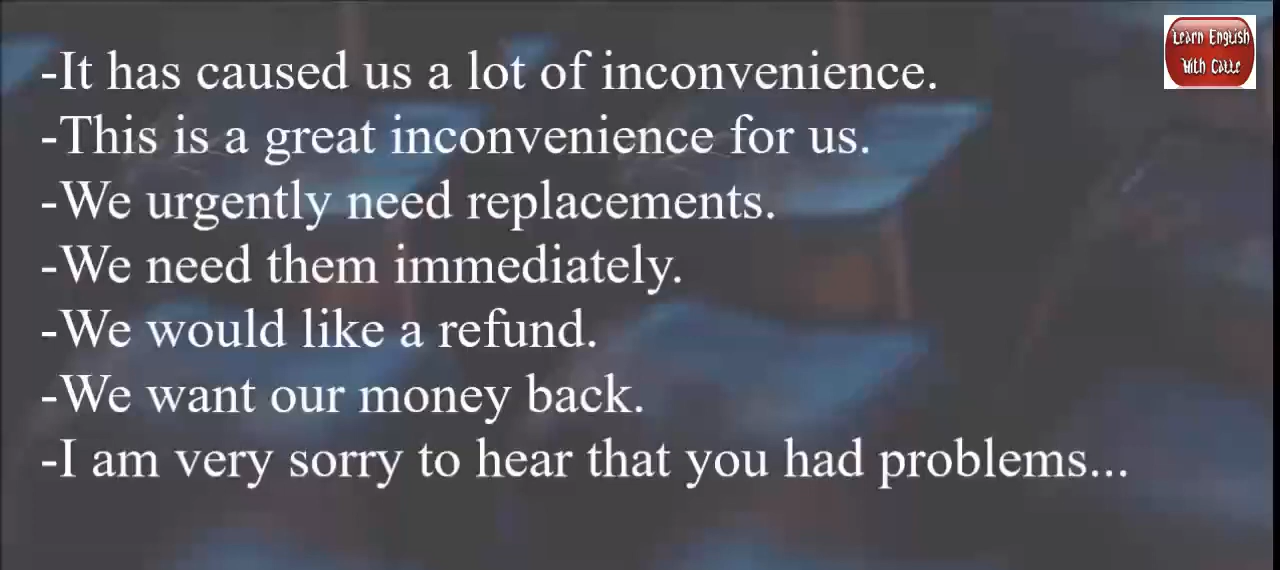 Learn English
With Catte
-It has caused us a lot of inconvenience.
-This is a great inconvenience for us.
-We urgently need replacements.
-We need them immediately.
-We would like a refund.
-We want our money back.
-I am very sorry to hear that you had problems...